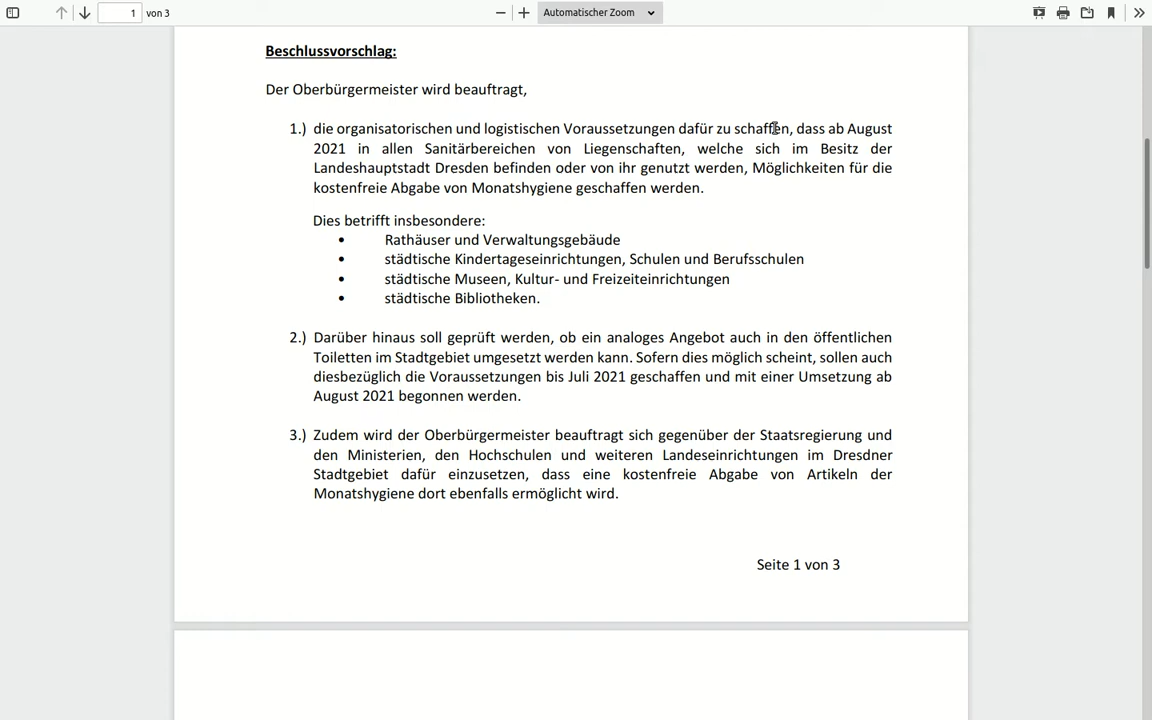 1 von 3 Automatischer Zoom
Beschlussvorschlag:
Der Oberbürgermeister wird beauftragt,
1.) die organisatorischen und logistischen Voraussetzungen dafür zu schaffen, dass ab August
2021 in allen Sanitärbereichen von Liegenschaften, welche sich im Besitz der
Landeshauptstadt Dresden befinden oder von ihr genutzt werden, Möglichkeiten für die
kostenfreie Abgabe von Monatshygiene geschaffen werden.
Dies betrifft insbesondere:
• Rathäuser und Verwaltungsgebäude
• städtische Kindertageseinrichtungen, Schulen und Berufsschulen
• städtische Museen, Kultur- und Freizeiteinrichtungen
• städtische Bibliotheken.
2.) Darüber hinaus soll geprüft werden, ob ein analoges Angebot auch in den öffentlichen
Toiletten im Stadtgebiet umgesetzt werden kann. Sofern dies möglich scheint, sollen auch
diesbezüglich die Voraussetzungen bis Juli 2021 geschaffen und mit einer Umsetzung ab
August 2021 begonnen werden.
3.) Zudem wird der Oberbürgermeister beauftragt sich gegenüber der Staatsregierung und
den Ministerien, den Hochschulen und weiteren Landeseinrichtungen im Dresdner
Stadtgebiet dafür einzusetzen, dass eine kostenfreie Abgabe von Artikeln der
Monatshygiene dort ebenfalls ermöglicht wird.
Seite 1 von 3